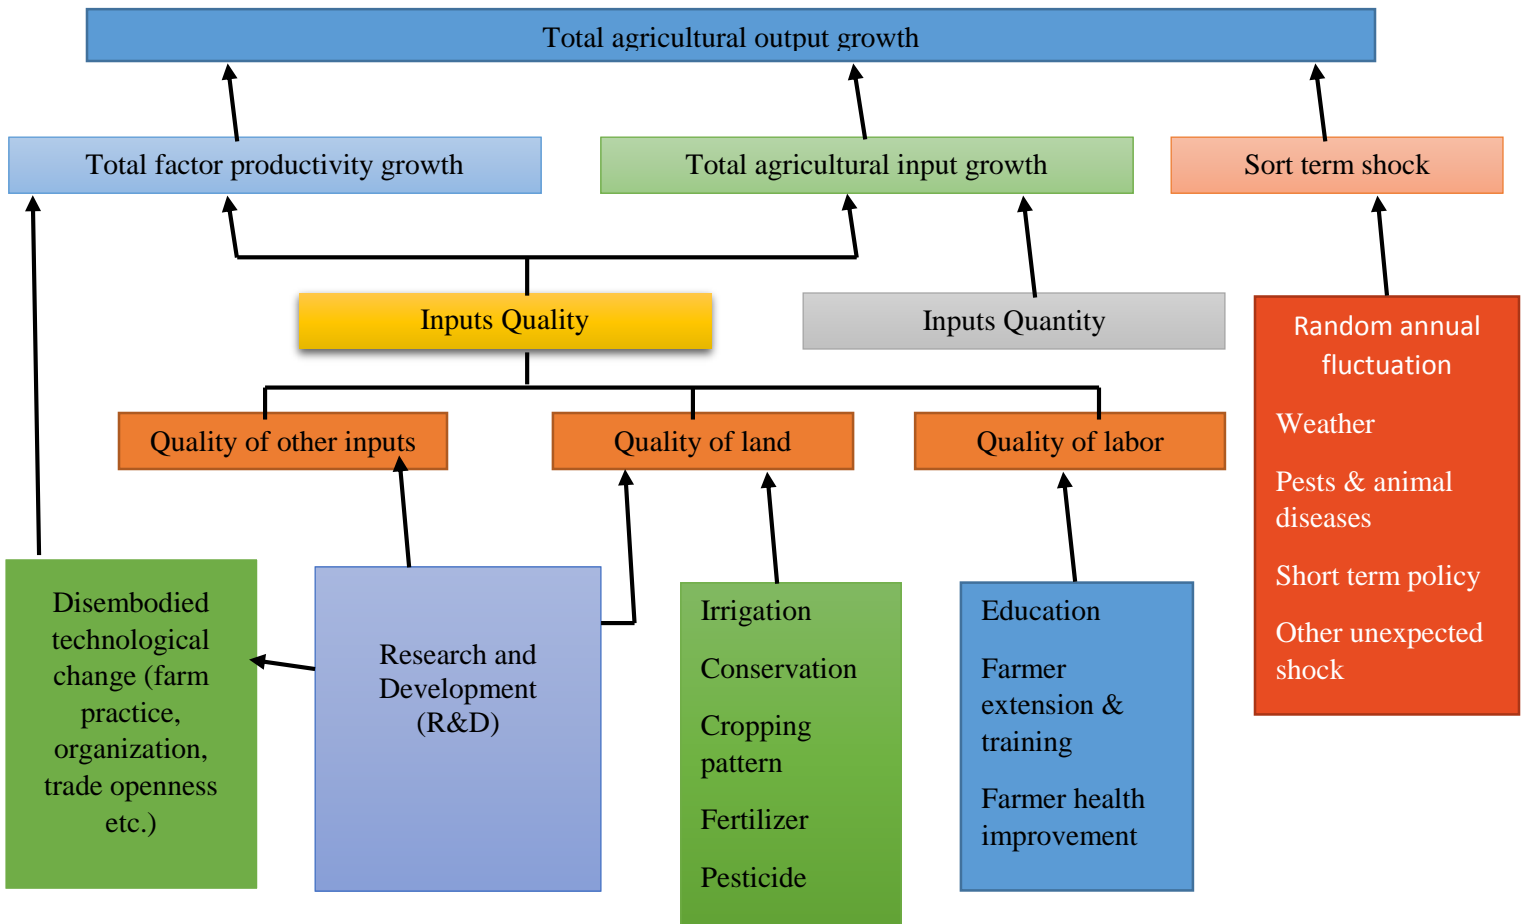 Total agricultural output growth
Total factor productivity growth
Total agricultural input growth
Sort term shock
Inputs Quality
Inputs Quantity
Random annual
fluctuation
Weather
Pests & animal
diseases
Short term policy
Other unexpected
shock
Quality of other inputs
Quality of land
Quality of labor
Disembodied
technological
change (farm
practice,
organization,
trade openness
etc.)
Research and
Development
(R&D)
Irrigation
Conservation
Cropping
pattern
Fertilizer
Pesticide
Education
Farmer
extension &
training
Farmer health
improvement